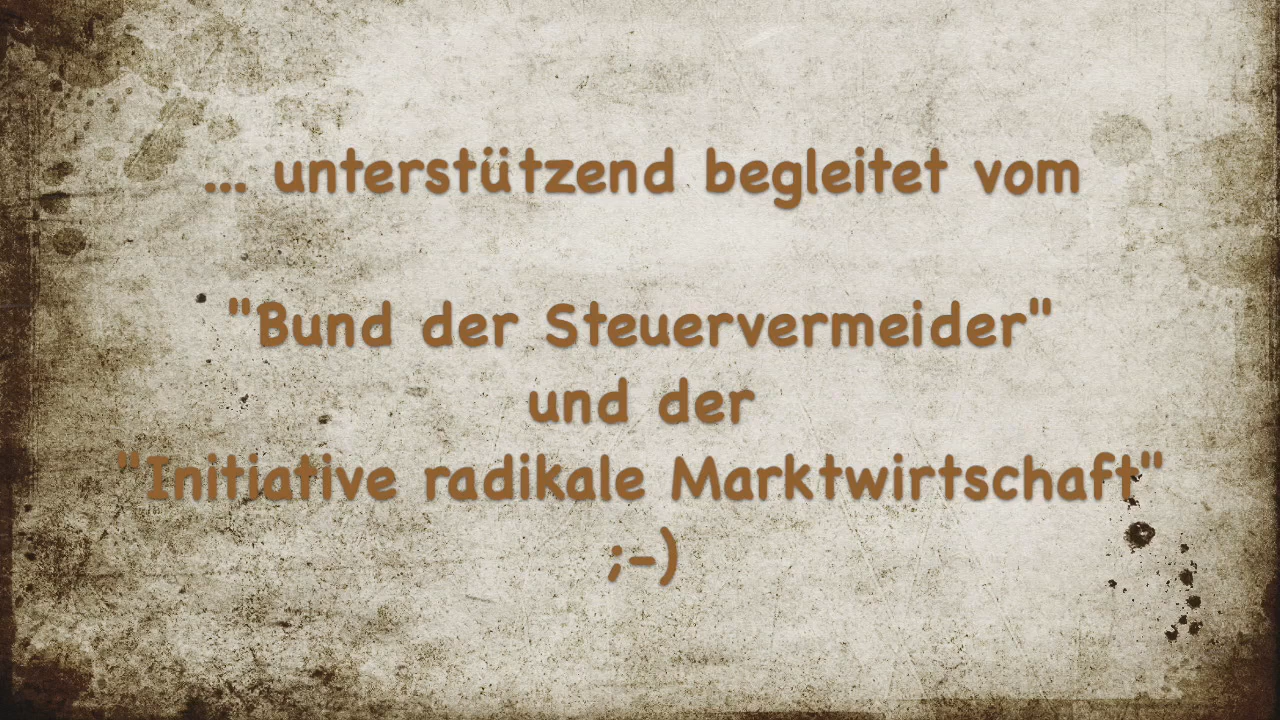 ... unterstützend begleitet vom
"Bund der Steuervermeider"
und der
"Initiative radikale Marktwirtschaft"
;-)